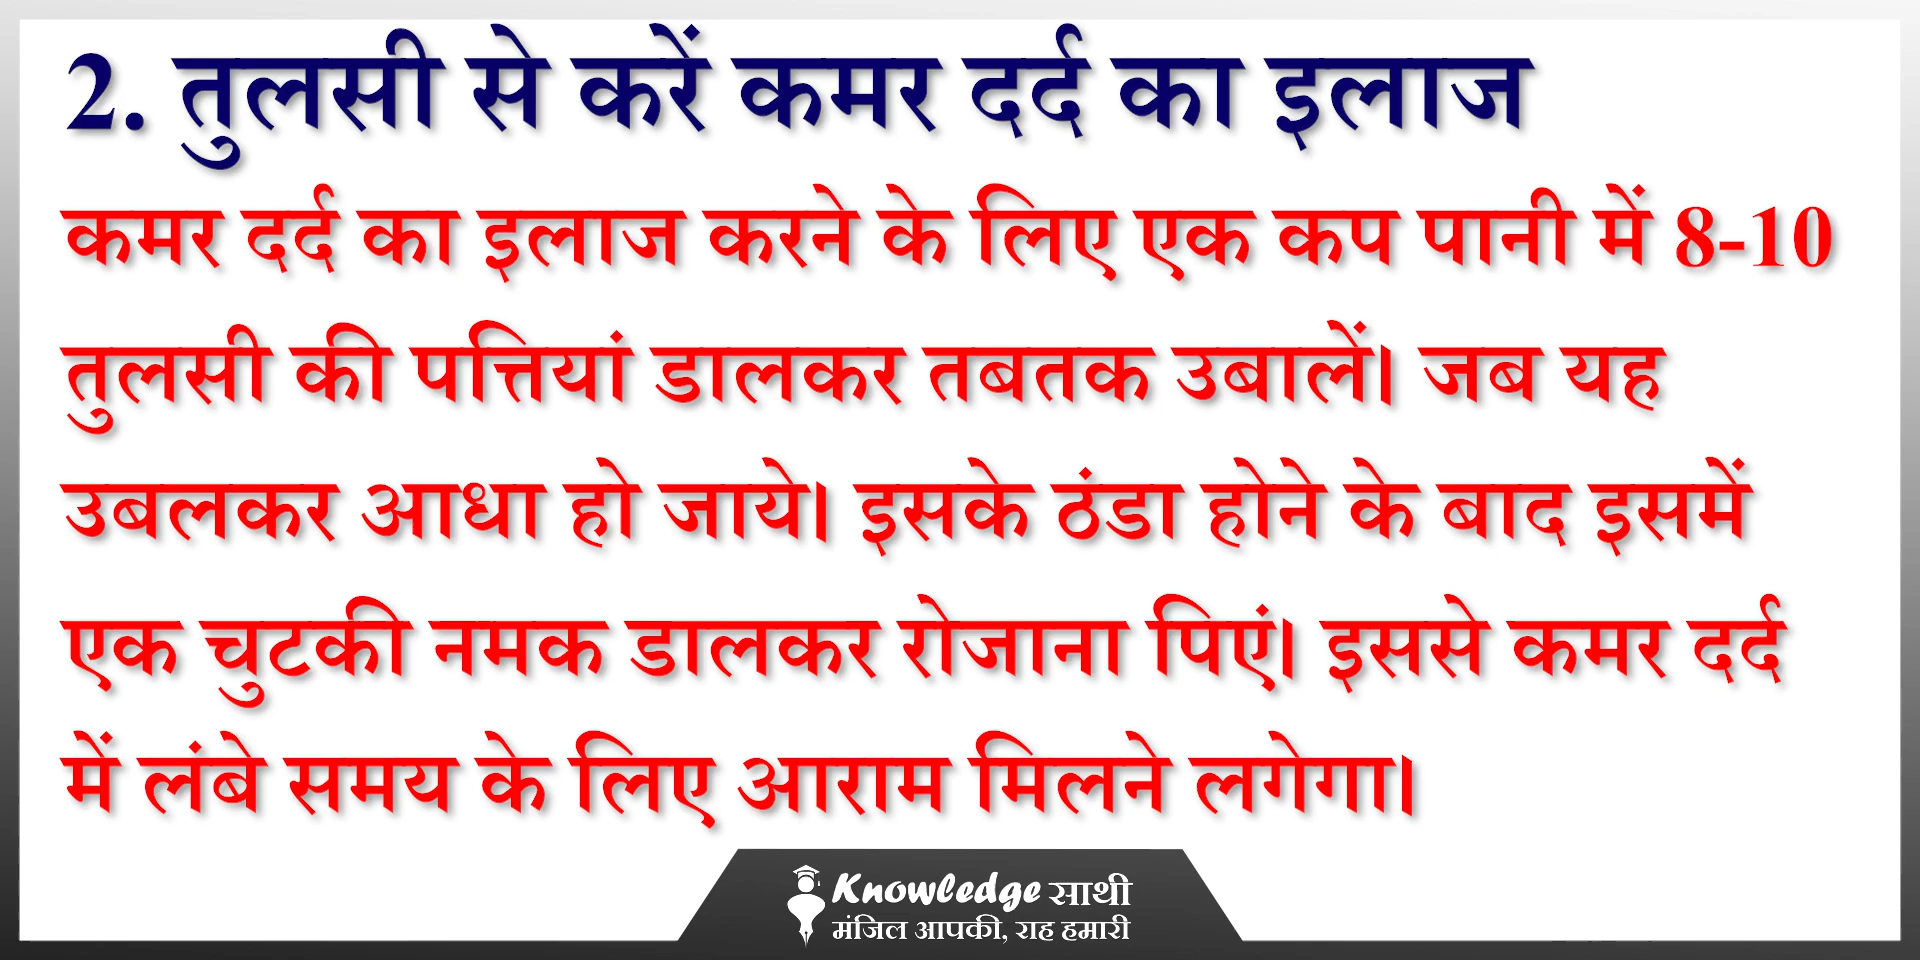 2. तुलसी से करें कमर दर्द का इलाज
कमर दर्द का इलाज करने के लिए एक कप पानी में 8-10
तुलसी की पत्तियां डालकर तबतक उबालें। जब यह
उबलकर आधा हो जाये। इसके ठंडा होने के बाद इसमें
एक चुटकी नमक डालकर रोजाना पिएं। इससे कमर दर्द
में लंबे समय के लिए आराम मिलने लगेगा।
Knowledge साथी
मंजिल आपकी, राह हमारी